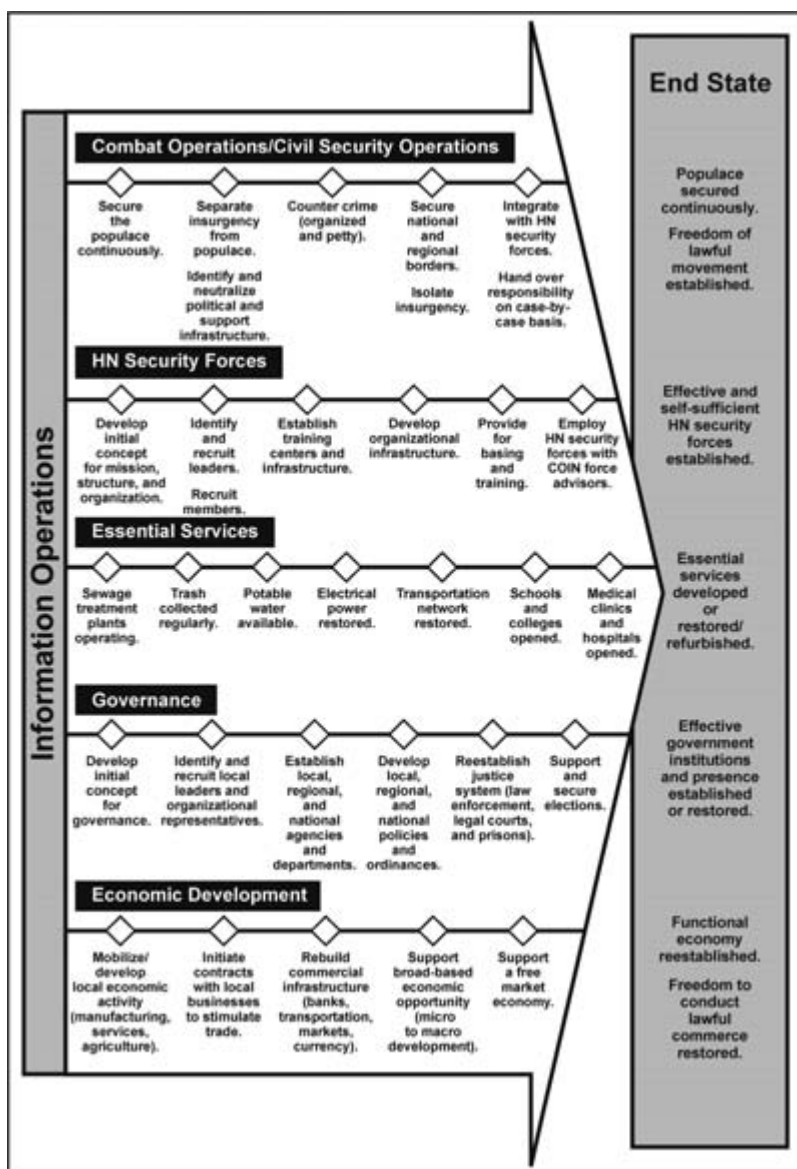 Information Operations
Combat Operations/Civil Security Operations
Secure
the
populace
continuously.
Separate
insurgency
from
populace.
Identify and
neutralize
political and
support
infrastructure.
Counter crime
(organized
and petty).
Secure
national
and
regional
borders.
Isolate
insurgency.
Integrate
with HN
security
forces.
Hand over
responsibility
on case-by-
case basis.
HN Security Forces
Develop
initial
concept
for mission,
structure, and
organization.
Identify
and
recruit
leaders.
Recruit
members.
Establish
training
centers and
infrastructure.
Develop
organizational
infrastructure.
Provide
for
basing
and
training.
Employ
HN security
forces with
COIN force
advisors.
Essential Services
Sewage
treatment
plants
operating.
Trash
collected
regularly.
Potable
water
available.
Electrical
power
restored.
Transportation
network
restored.
Schools
and
colleges
opened.
Medical
clinics
and
hospitals
opened.
Governance
Develop
initial
concept
for
governance.
Identify and
recruit local
leaders and
organizational
representatives.
Establish
local,
regional,
and
national
agencies
and
departments.
Develop
local,
regional,
and
national
policies
and
ordinances.
Reestablish
justice
system (law
enforcement,
legal courts,
and prisons).
Support
and
secure
elections.
Economic Development
Mobilize/
develop
local economic
activity
(manufacturing,
services,
agriculture).
Initiate
contracts
with local
businesses
to stimulate
trade.
Rebuild
commercial
infrastructure
(banks,
transportation,
markets,
currency).
Support
broad-based
economic
opportunity
(micro
to macro
development).
Support
a free
market
economy.
End State
Populace
secured
continuously.
Freedom of
lawful
movement
established.
Effective and
self-sufficient
HN security
forces
established.
Essential
services
developed
or
restored/
refurbished.
Effective
government
institutions
and presence
established
or restored.
Functional
economy
reestablished.
Freedom to
conduct
lawful
commerce
restored.